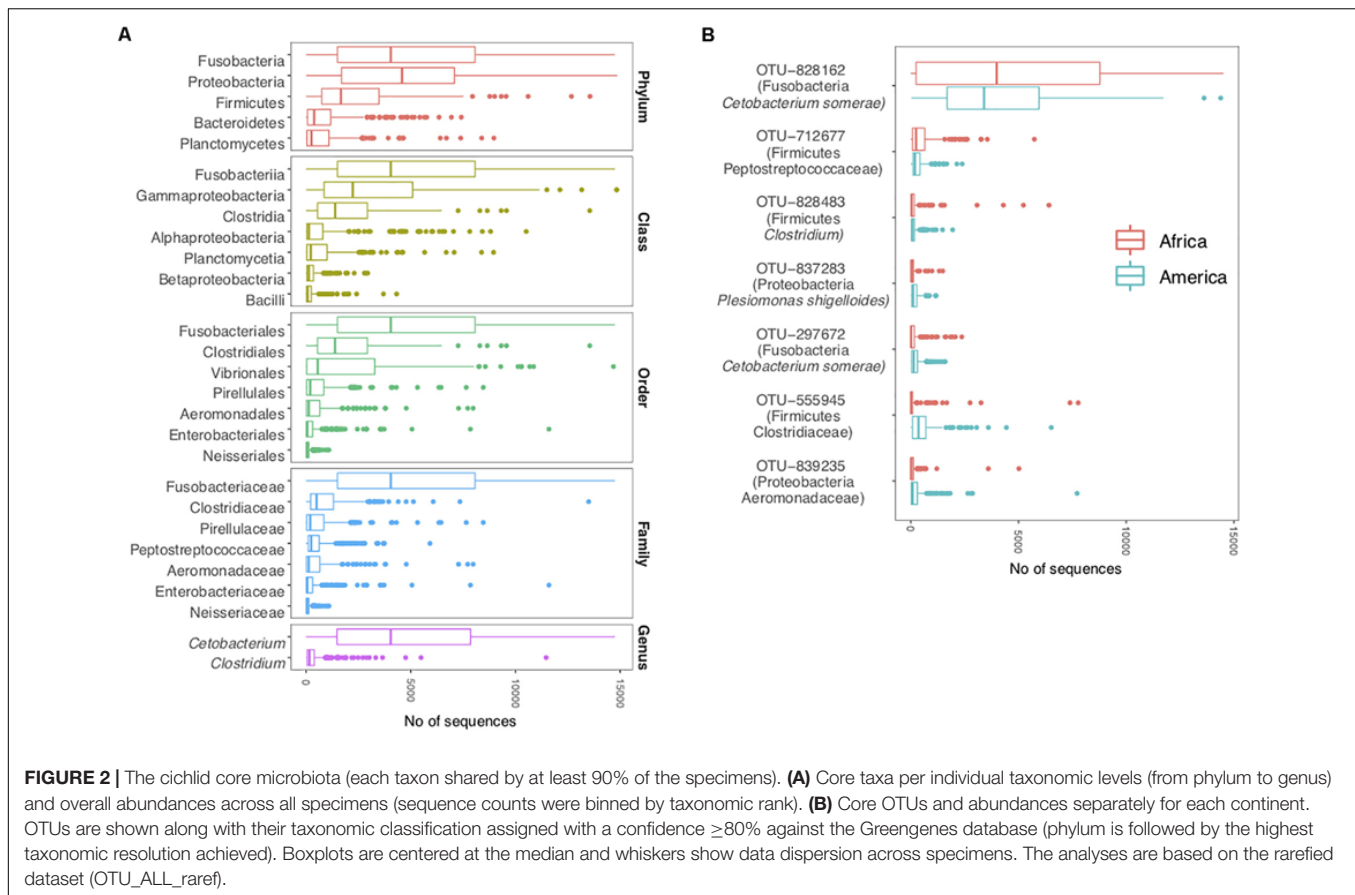 A
Fusobacteria
Proteobacteria
Firmicutes
Bacteroidetes
Planctomycetes
Phylum
Fusobacteriia
Gammaproteobacteria
Clostridia
Alphaproteobacteria
Planctomycetia
Betaproteobacteria
Bacilli
Class
Fusobacteriales
Clostridiales
Vibrionales
Pirellulales
Aeromonadales
Enterobacteriales
Neisseriales
Order
Fusobacteriaceae
Clostridiaceae
Pirellulaceae
Peptostreptococcaceae
Aeromonadaceae
Enterobacteriaceae
Neisseriaceae
Family
Cetobacterium
Clostridium
Genus
0
5000
10000
15000
No of sequences
B
OTU−828162
(Fusobacteria
Cetobacterium somerae)
OTU−712677
(Firmicutes
Peptostreptococcaceae)
OTU−828483
(Firmicutes
Clostridium)
OTU−837283
(Proteobacteria
Plesiomonas shigelloides)
OTU−297672
(Fusobacteria
Cetobacterium somerae)
OTU−555945
(Firmicutes
Clostridiaceae)
OTU−839235
(Proteobacteria
Aeromonadaceae)
Africa
America
0
5000
10000
15000
No of sequences
FIGURE 2 | The cichlid core microbiota (each taxon shared by at least 90% of the specimens). (A) Core taxa per individual taxonomic levels (from phylum to genus)
and overall abundances across all specimens (sequence counts were binned by taxonomic rank). (B) Core OTUs and abundances separately for each continent.
OTUs are shown along with their taxonomic classification assigned with a confidence ≥80% against the Greengenes database (phylum is followed by the highest
taxonomic resolution achieved). Boxplots are centered at the median and whiskers show data dispersion across specimens. The analyses are based on the rarefied
dataset (OTU_ALL_raref).